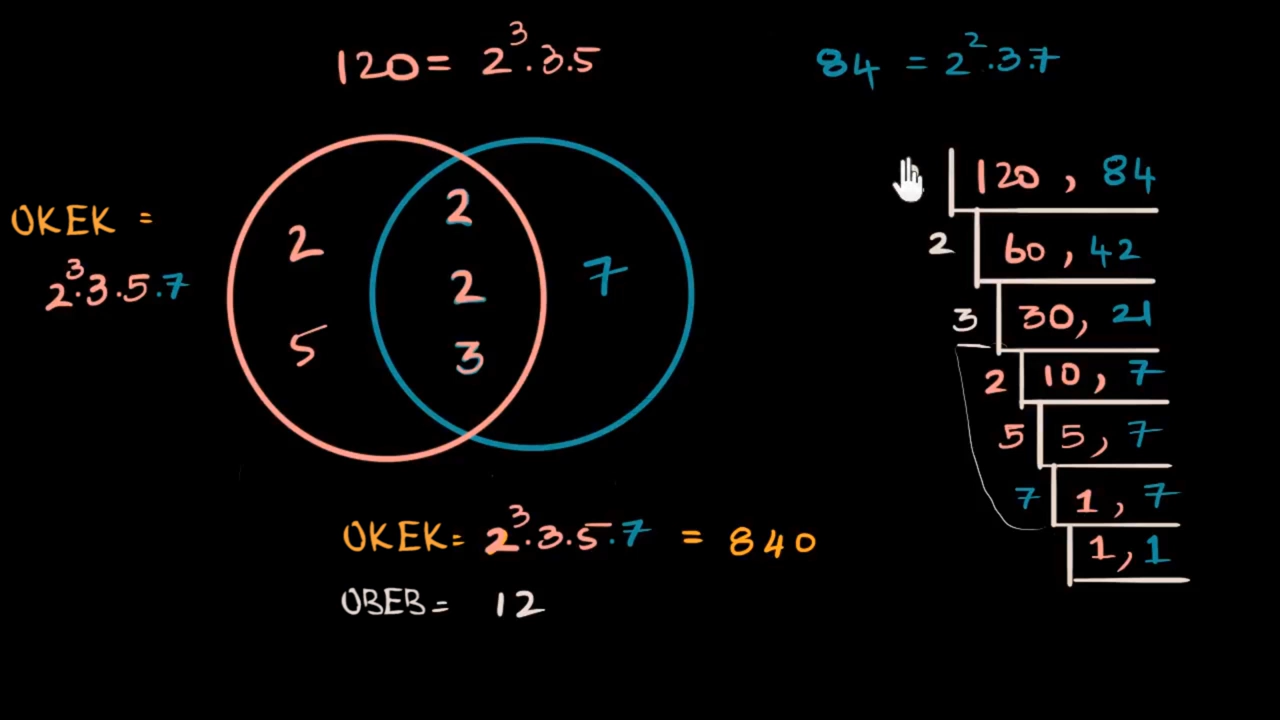 120 = 2³.3.5
84 = 2².3.7
OKEK =
2³.3.5.7
2
5
2
2
3
7
120, 84
2 60, 42
3 30, 21
2 10, 7
5 5, 7
7 1, 7
1, 1
OKEK= 2³.3.5.7 = 840
OBEB= 12